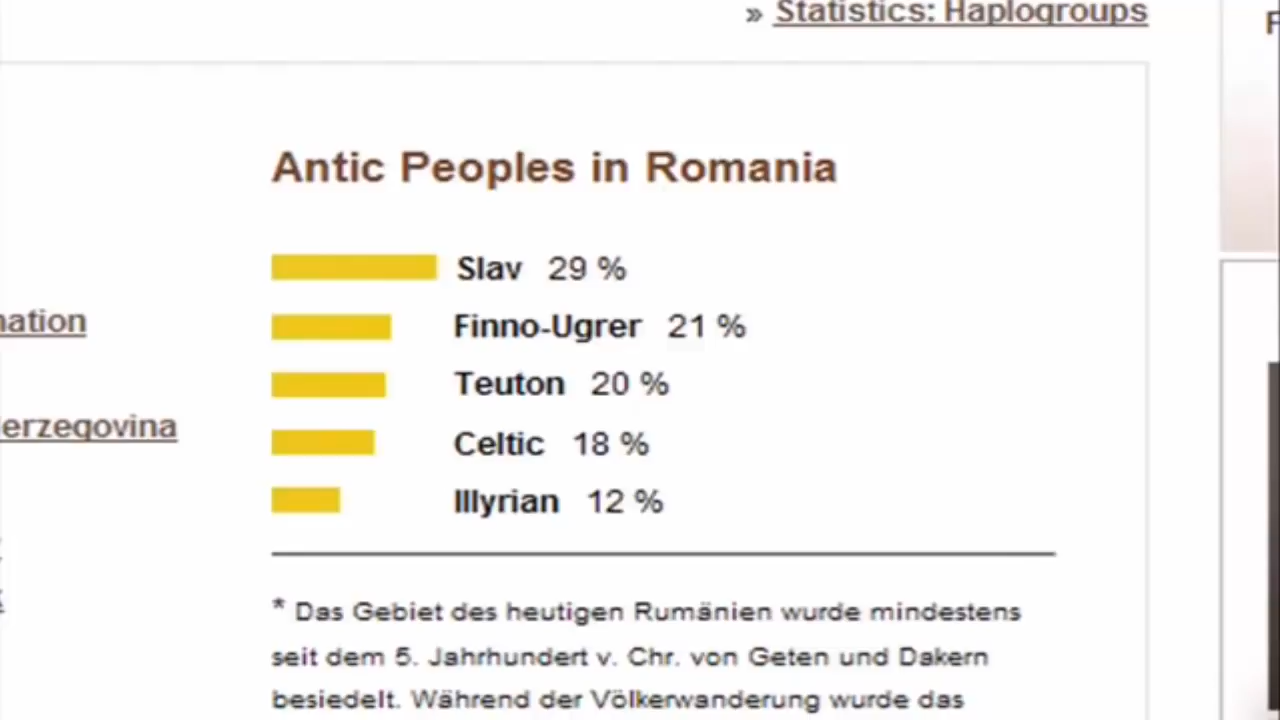 » Statistics: Haplogroups
Antic Peoples in Romania
Slav 29 %
Finno-Ugrer 21 %
Teuton 20 %
Celtic 18 %
Illyrian 12 %
* Das Gebiet des heutigen Rumänien wurde mindestens
seit dem 5. Jahrhundert v. Chr. von Geten und Dakern
besiedelt. Während der Völkerwanderung wurde das